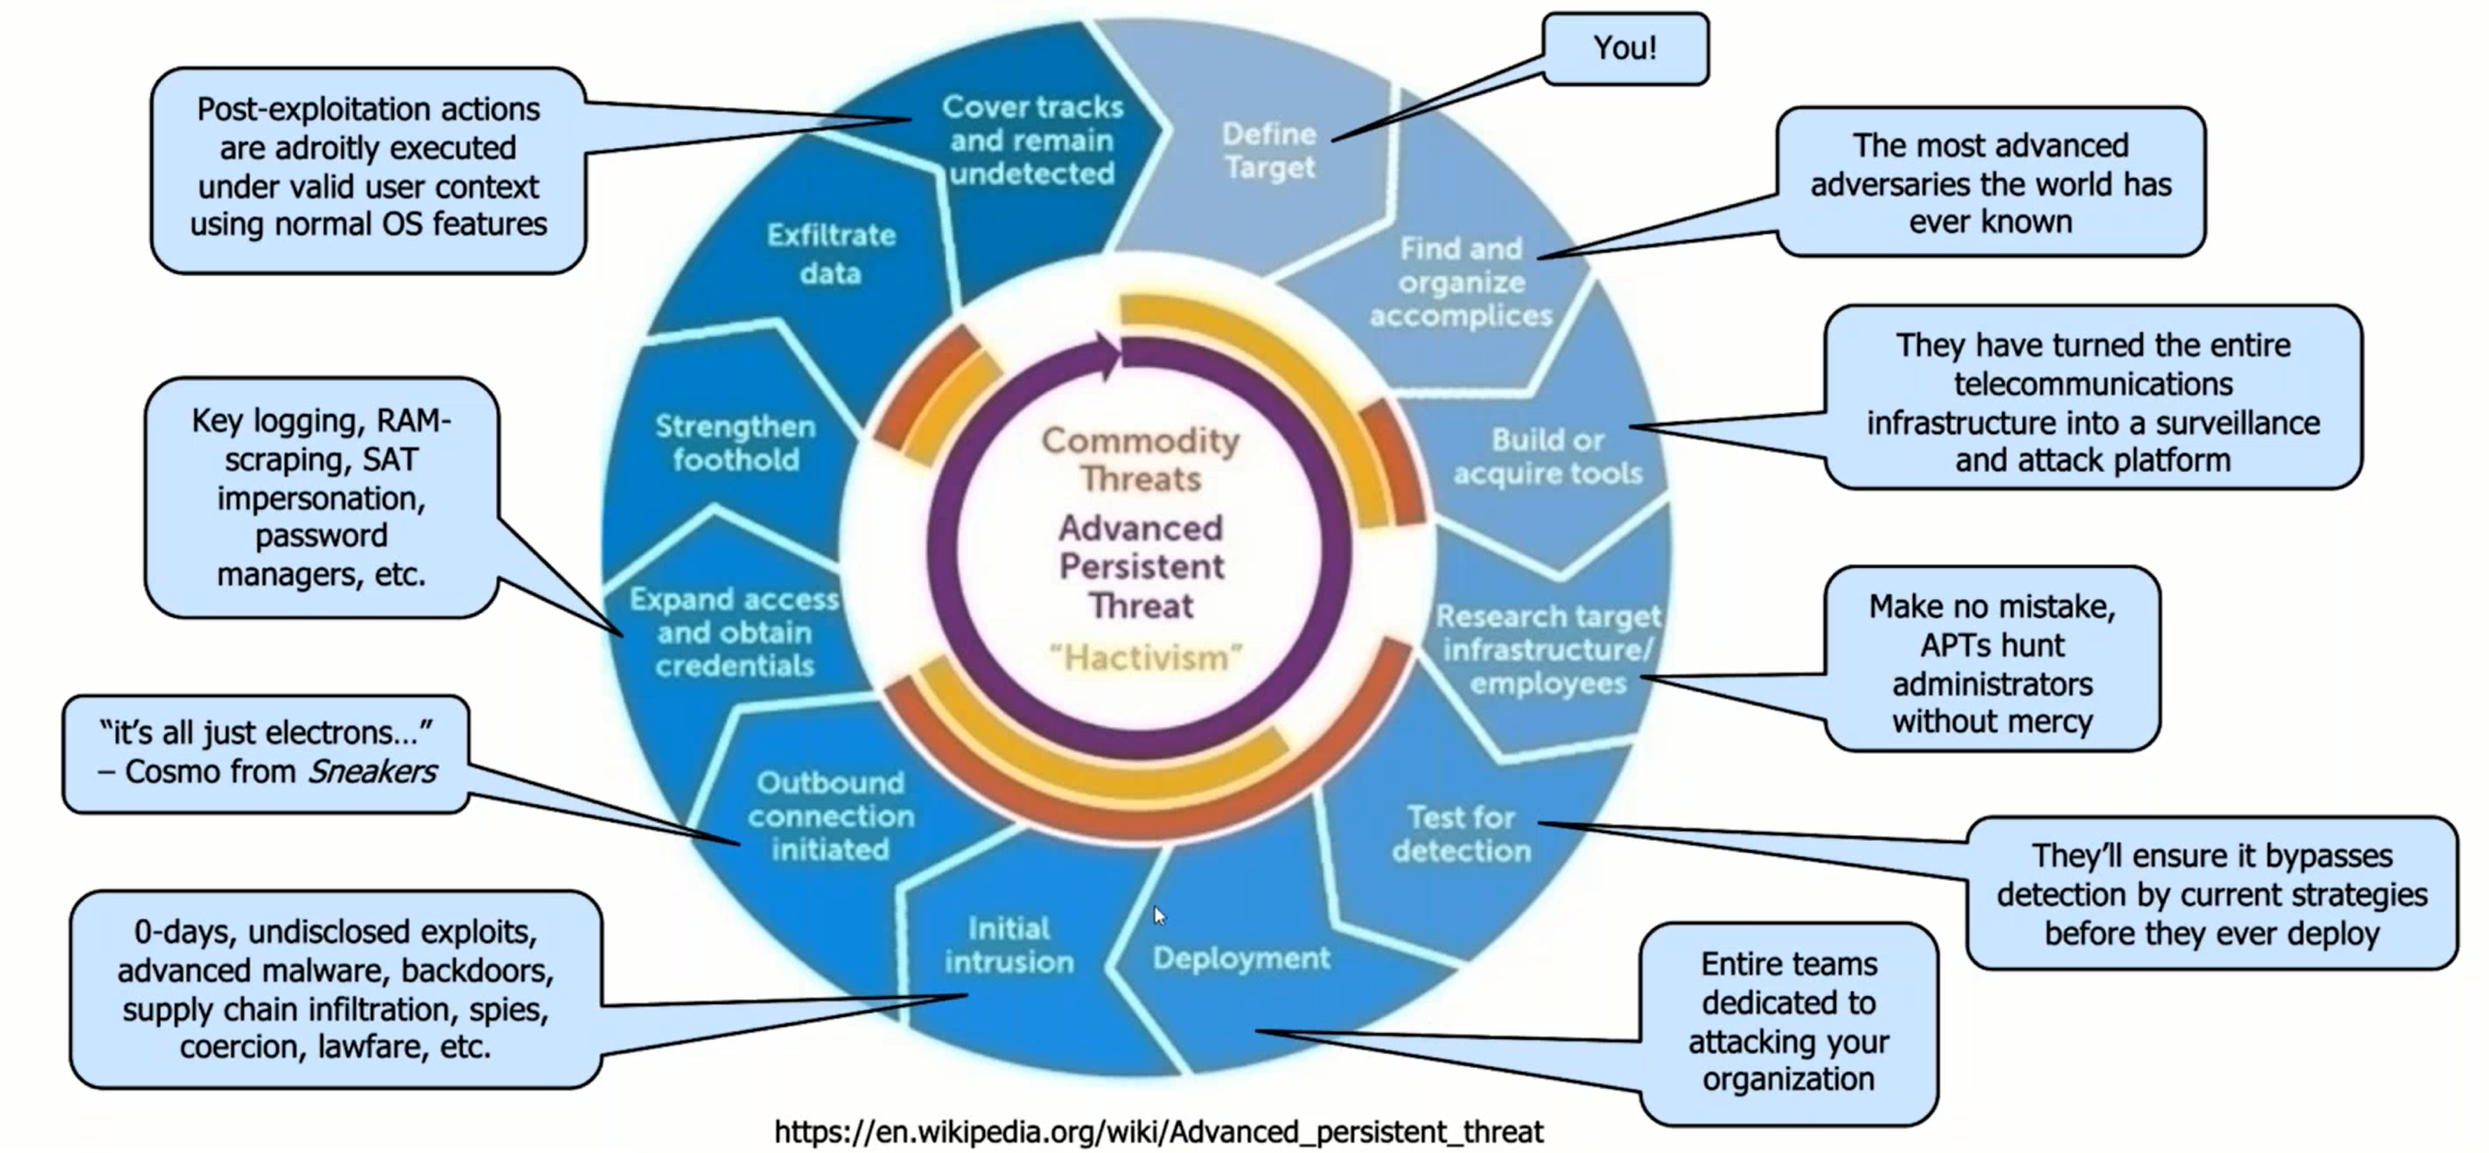 You!
Post-exploitation actions
are adroitly executed
under valid user context
using normal OS features
Cover tracks
and remain
undetected
Define
Target
The most advanced
adversaries the world has
ever known
Exfiltrate
data
Find and
organize
accomplices
They have turned the entire
telecommunications
infrastructure into a surveillance
and attack platform
Key logging, RAM-
scraping, SAT
impersonation,
password
managers, etc.
Strengthen
foothold
Commodity
Threats
Advanced
Persistent
Threat
"Hactivism"
Build or
acquire tools
Expand access
and obtain
credentials
Research target
infrastructure/
employees
Make no mistake,
APTs hunt
administrators
without mercy
“it’s all just electrons...”
– Cosmo from Sneakers
Outbound
connection
initiated
Test for
detection
They’ll ensure it bypasses
detection by current strategies
before they ever deploy
0-days, undisclosed exploits,
advanced malware, backdoors,
supply chain infiltration, spies,
coercion, lawfare, etc.
Initial
intrusion
Deployment
Entire teams
dedicated to
attacking your
organization
https://en.wikipedia.org/wiki/Advanced_persistent_threat